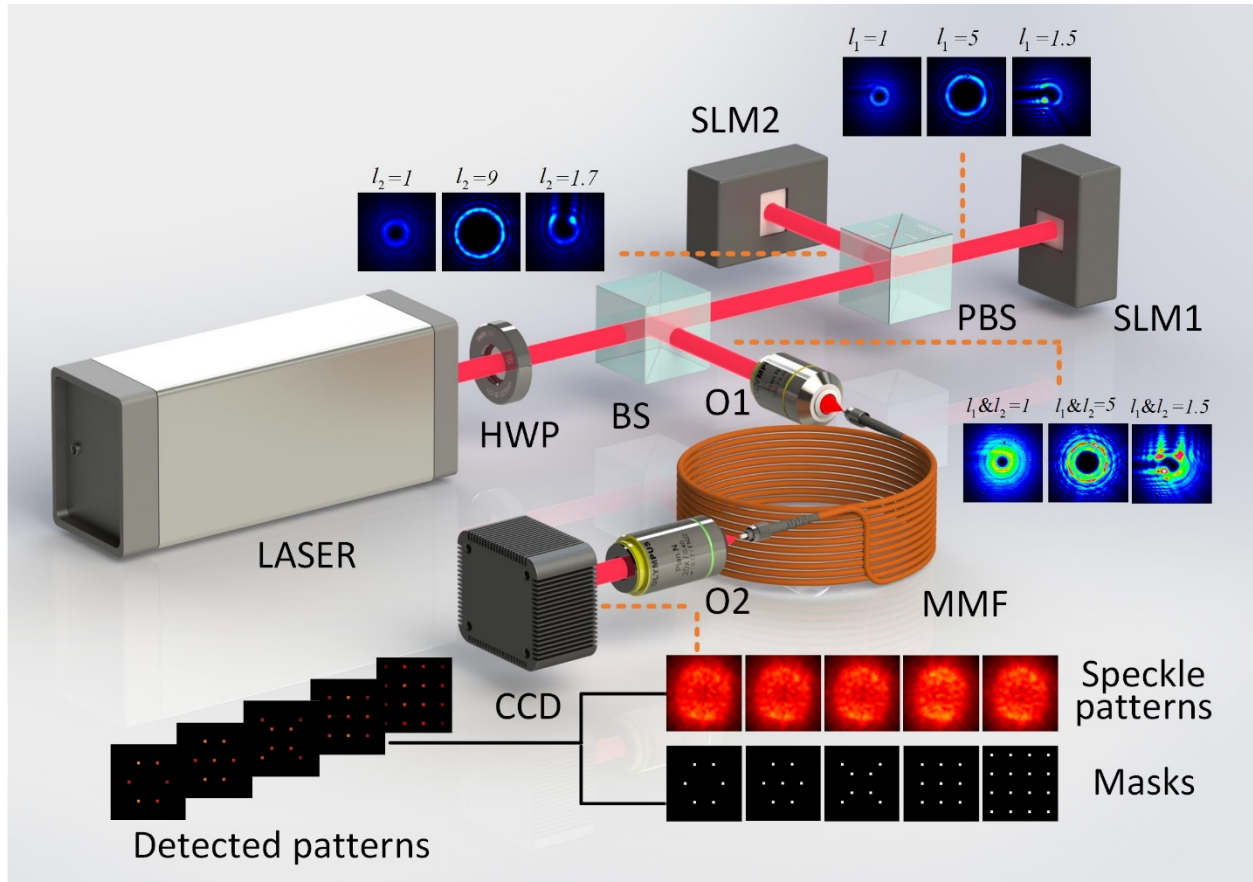 l₁=1 l₁=5 l₁=1.5
SLM2
l₂=1 l₂=9 l₂=1.7
PBS SLM1
HWP BS O1
l₁&l₂=1 l₁&l₂=5 l₁&l₂=1.5
LASER
O2 MMF
CCD
Speckle
patterns
Masks
Detected patterns